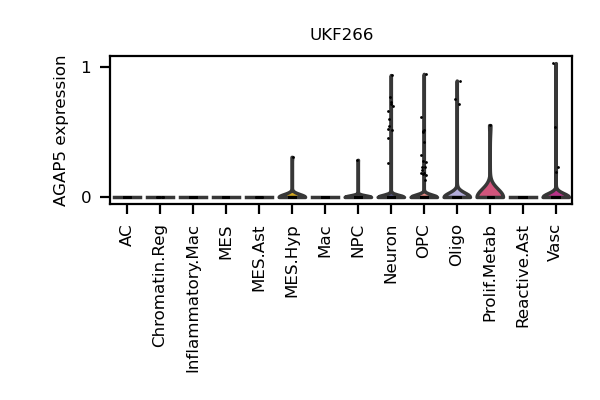 UKF266
AGAP5 expression
1
0
AC
Chromatin.Reg
Inflammatory.Mac
MES
MES.Ast
MES.Hyp
Mac
NPC
Neuron
OPC
Oligo
Prolif.Metab
Reactive.Ast
Vasc